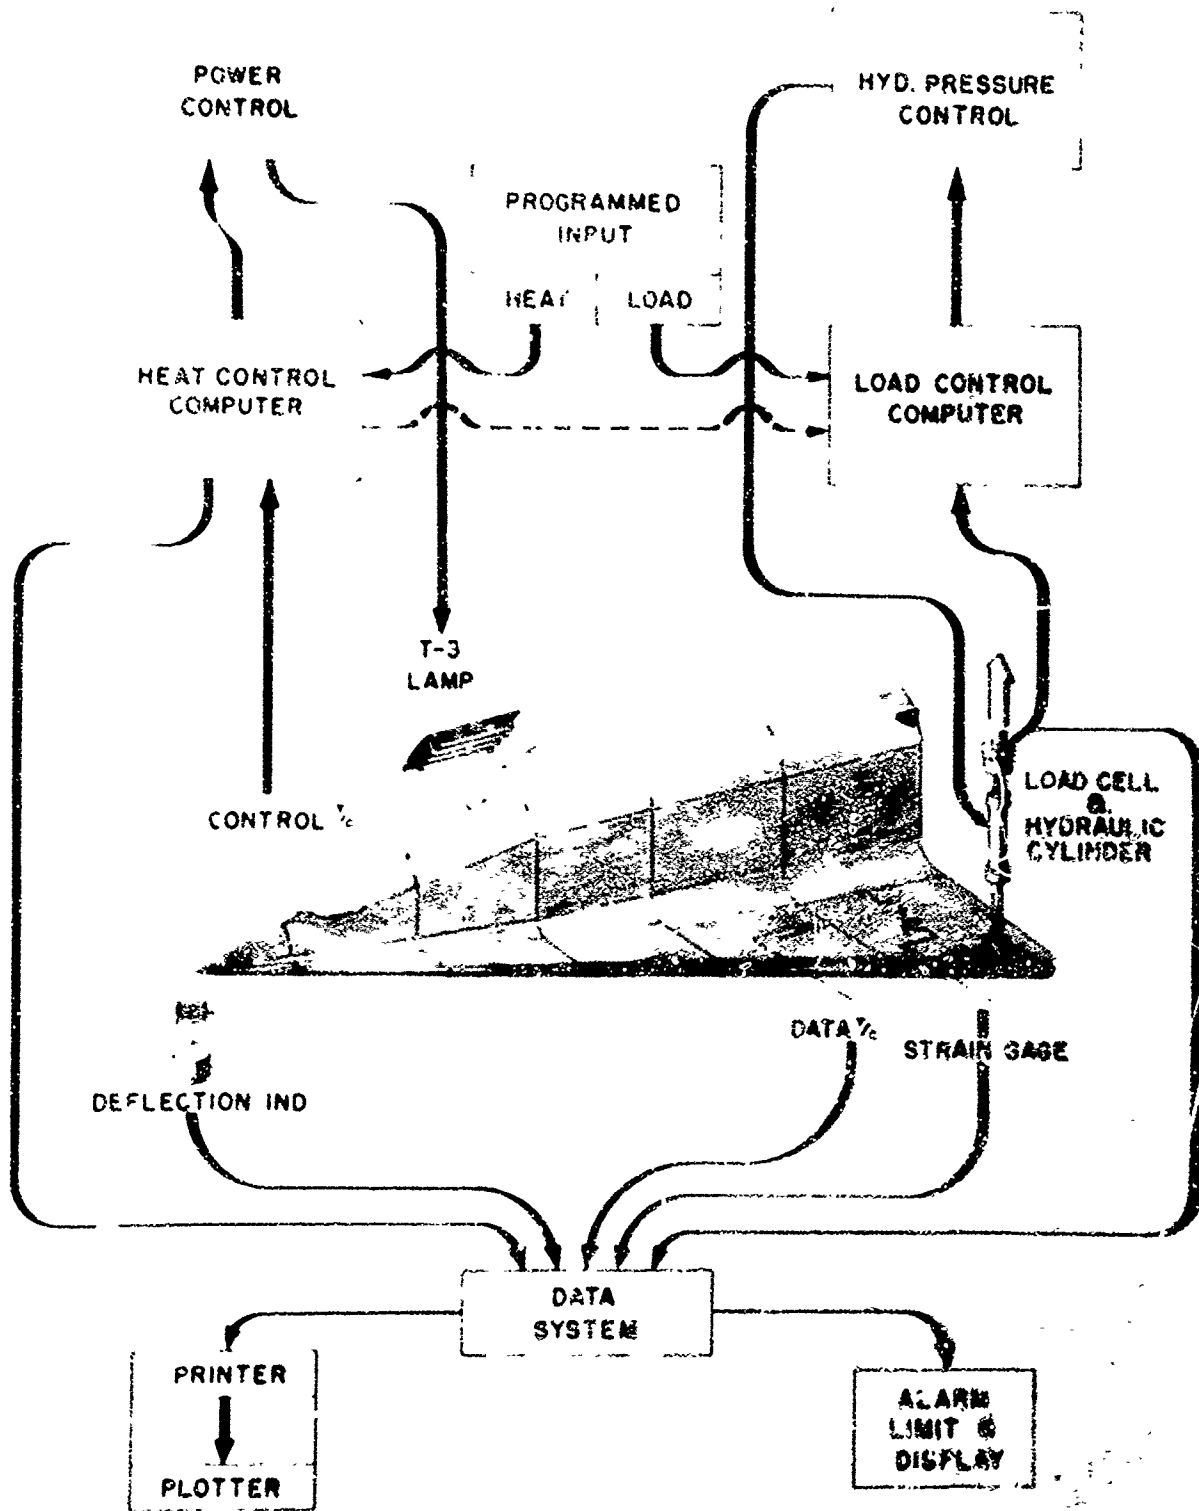 POWER
CONTROL
HYD. PRESSURE
CONTROL
PROGRAMMED
INPUT
HEAT
LOAD
HEAT CONTROL
COMPUTER
LOAD CONTROL
COMPUTER
T-3
LAMP
CONTROL T/C
LOAD CELL
&
HYDRAULIC
CYLINDER
DATA T/C
STRAIN GAGE
DEFLECTION IND
DATA
SYSTEM
PRINTER
PLOTTER
ALARM
LIMIT &
DISPLAY